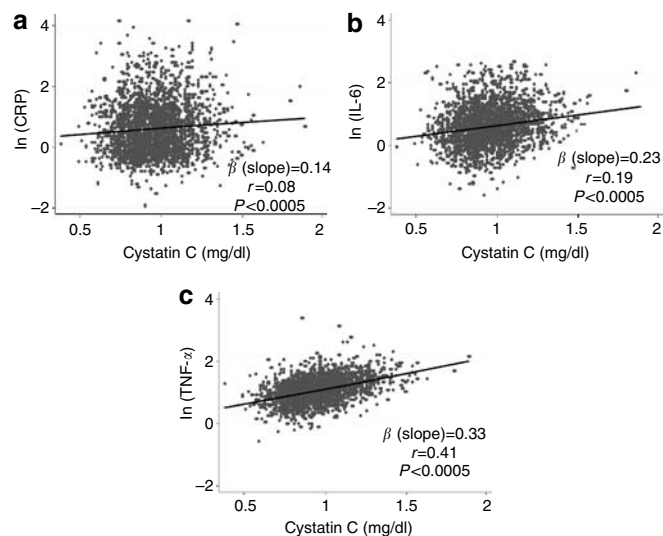 a
ln (CRP)
4
2
0
−2
β (slope)=0.14
r=0.08
P<0.0005
0.5 1 1.5 2
Cystatin C (mg/dl)
b
ln (IL-6)
4
2
0
−2
β (slope)=0.23
r=0.19
P<0.0005
0.5 1 1.5 2
Cystatin C (mg/dl)
c
ln (TNF-α)
4
2
0
−2
β (slope)=0.33
r=0.41
P<0.0005
0.5 1 1.5 2
Cystatin C (mg/dl)